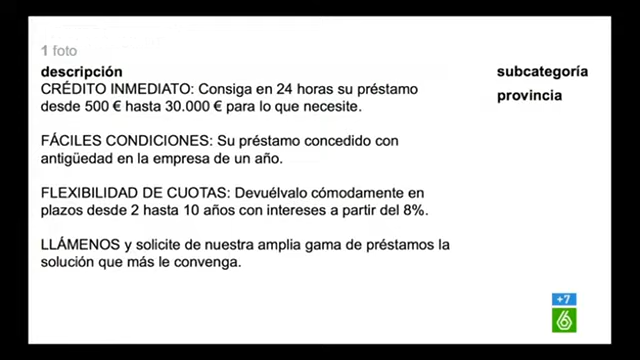 1 foto
descripción
CRÉDITO INMEDIATO: Consiga en 24 horas su préstamo
desde 500 € hasta 30.000 € para lo que necesite.
FÁCILES CONDICIONES: Su préstamo concedido con
antigüedad en la empresa de un año.
FLEXIBILIDAD DE CUOTAS: Devuélvalo cómodamente en
plazos desde 2 hasta 10 años con intereses a partir del 8%.
LLÁMENOS y solicite de nuestra amplia gama de préstamos la
solución que más le convenga.
subcategoría
provincia
+7
6